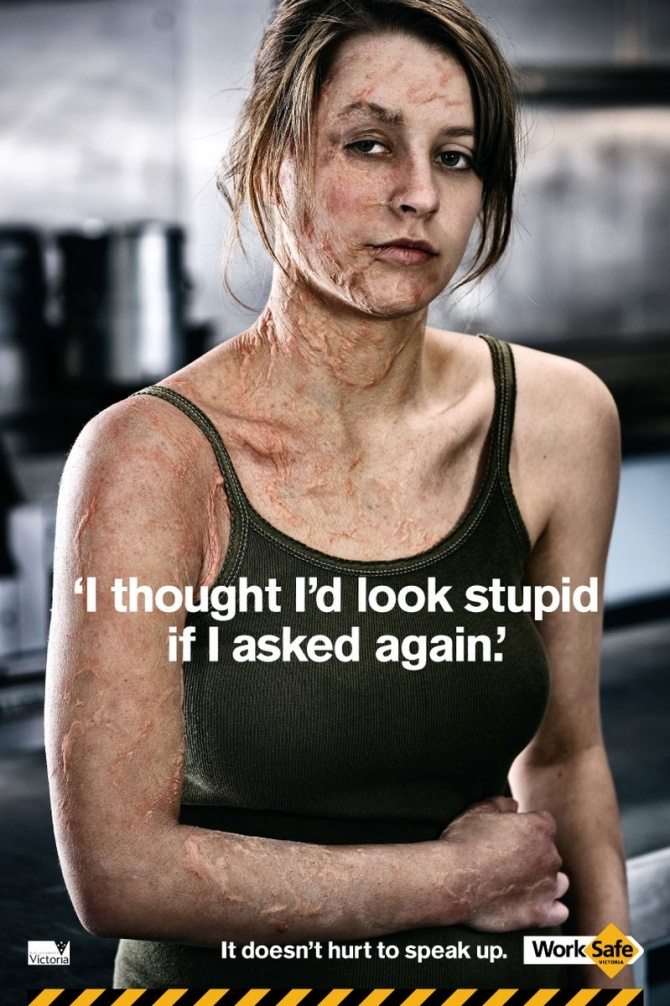 ‘I thought I’d look stupid
if I asked again.’
It doesn’t hurt to speak up.
Victoria
WorkSafe
VICTORIA